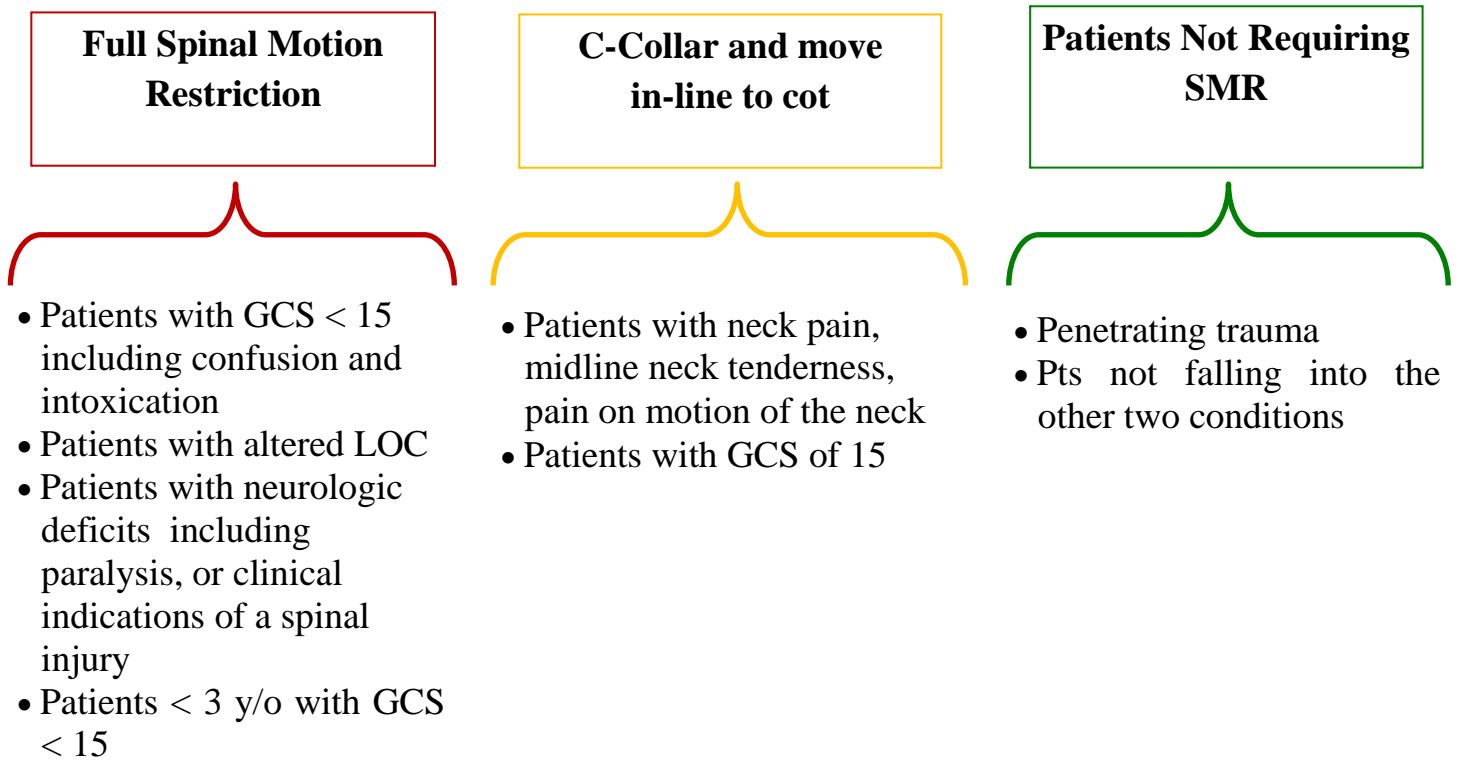 Full Spinal Motion
Restriction
C-Collar and move
in-line to cot
Patients Not Requiring
SMR
• Patients with GCS < 15
including confusion and
intoxication
• Patients with altered LOC
• Patients with neurologic
deficits including
paralysis, or clinical
indications of a spinal
injury
• Patients < 3 y/o with GCS
< 15
• Patients with neck pain,
midline neck tenderness,
pain on motion of the neck
• Patients with GCS of 15
• Penetrating trauma
• Pts not falling into the
other two conditions